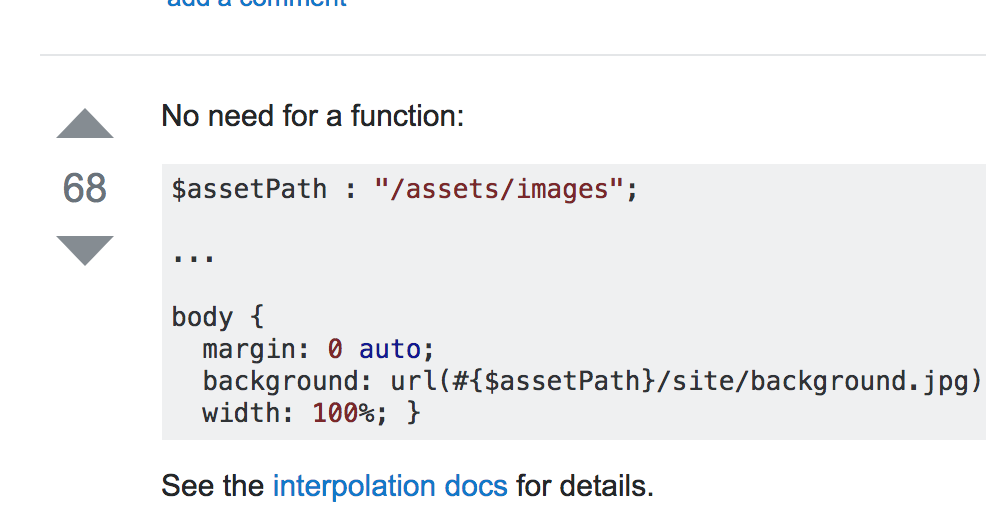 add a comment
No need for a function:
68
$assetPath : "/assets/images";
...
body {
margin: 0 auto;
background: url(#{$assetPath}/site/background.jpg)
width: 100%; }
See the interpolation docs for details.